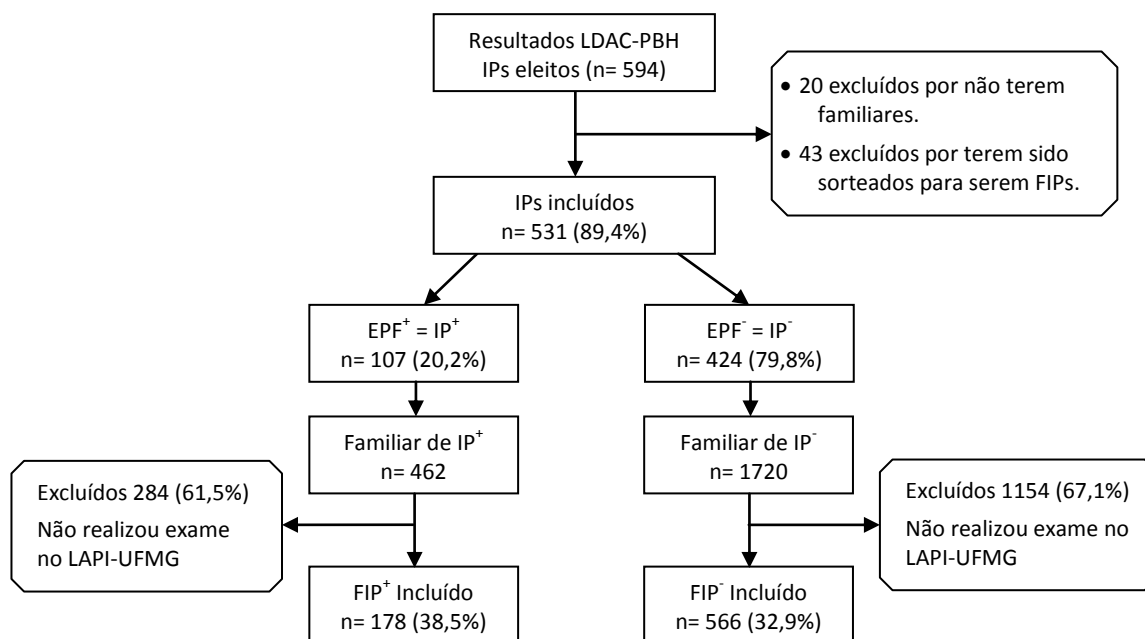 Resultados LDAC-PBH
IPs eleitos (n= 594)
• 20 excluídos por não terem
familiares.
• 43 excluídos por terem sido
sorteados para serem FIPs.
IPs incluídos
n= 531 (89,4%)
EPF⁺ = IP⁺
n= 107 (20,2%)
EPF⁻ = IP⁻
n= 424 (79,8%)
Familiar de IP⁺
n= 462
Familiar de IP⁻
n= 1720
Excluídos 284 (61,5%)
Não realizou exame
no LAPI-UFMG
Excluídos 1154 (67,1%)
Não realizou exame no
LAPI-UFMG
FIP⁺ Incluído
n= 178 (38,5%)
FIP⁻ Incluído
n= 566 (32,9%)